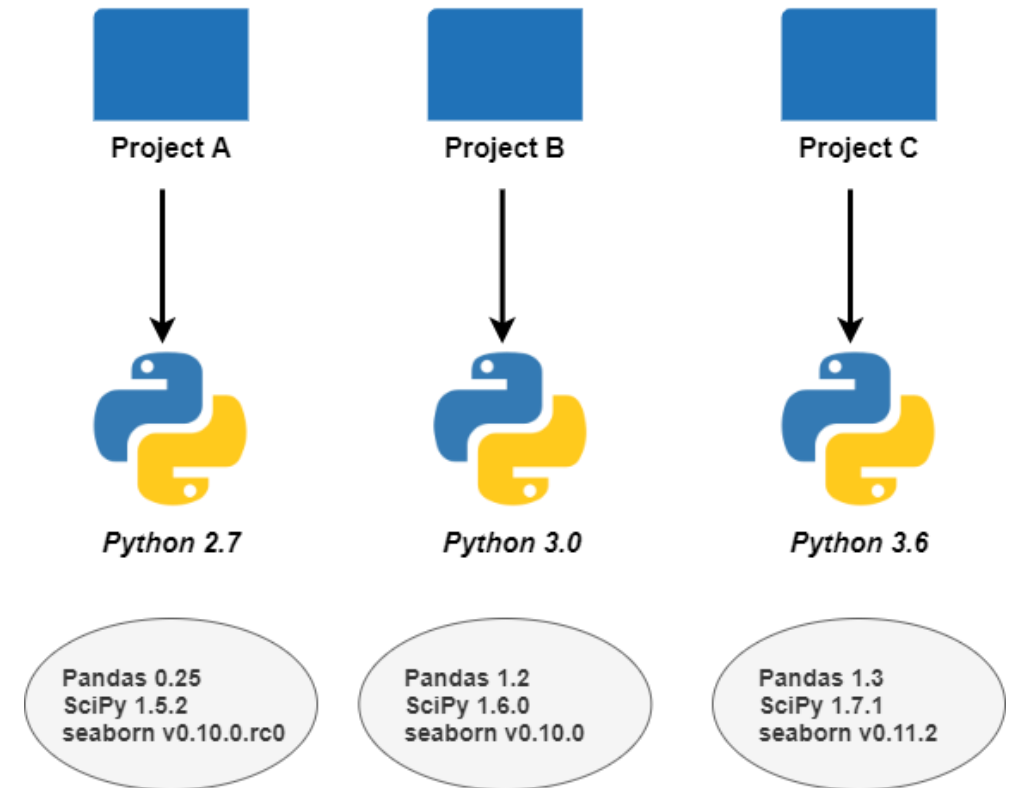 Project A
Project B
Project C
Python 2.7
Python 3.0
Python 3.6
Pandas 0.25
SciPy 1.5.2
seaborn v0.10.0.rc0
Pandas 1.2
SciPy 1.6.0
seaborn v0.10.0
Pandas 1.3
SciPy 1.7.1
seaborn v0.11.2